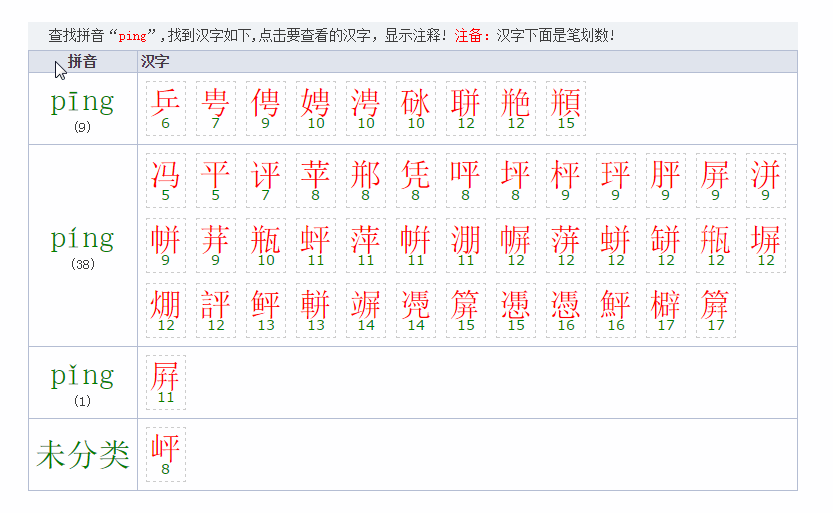 查找拼音“ping”,找到汉字如下,点击要查看的汉字，显示注释! 注备：汉字下面是笔划数!
拼音 汉字
pīng 乒 甹 俜 娉 涄 砯 聠 艵 頩
(9) 6 7 9 10 10 10 12 12 15
冯 平 评 苹 郱 凭 呯 坪 枰 玶 胓 屏 洴
5 5 7 8 8 8 8 8 9 9 9 9 9
píng 帡 荓 瓶 蚲 萍 帲 淜 幈 蓱 蛢 缾 甁 塀
(38) 9 9 10 11 11 11 11 12 12 12 12 12 12
焩 評 鲆 軿 竮 凴 箳 慿 憑 鮃 檘 簈
12 12 13 13 14 14 15 15 16 16 17 17
pǐng 屛
(1) 11
未分类 岼
8